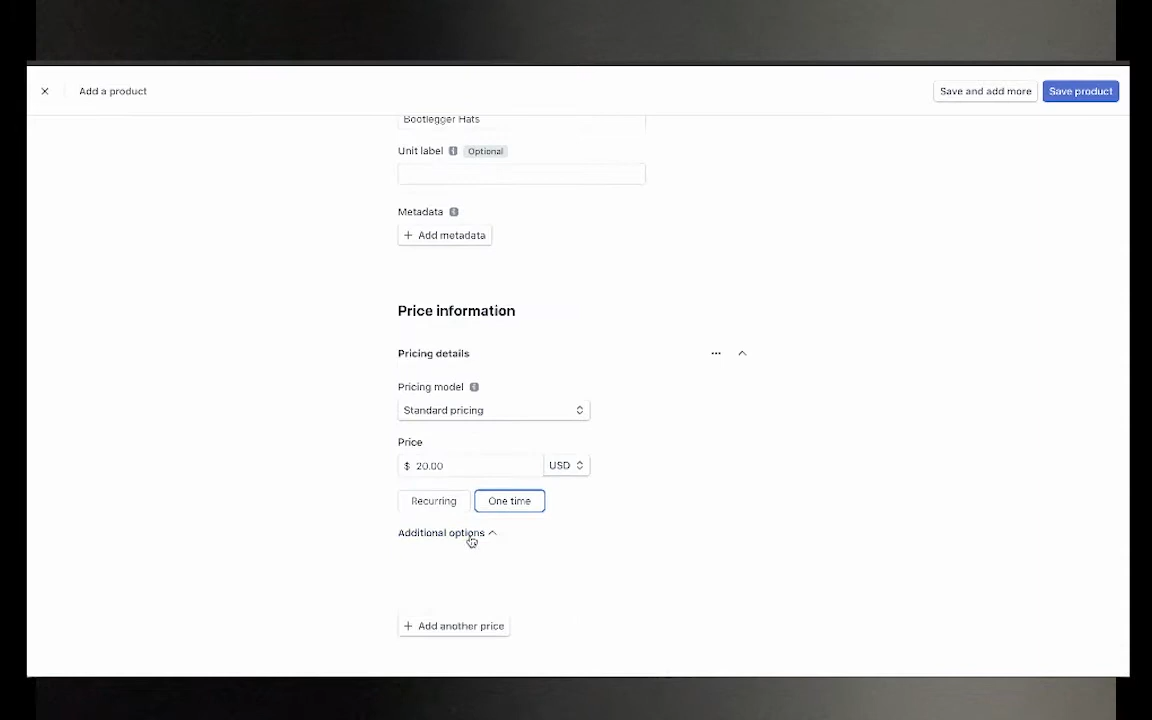 Add a product
Save and add more
Save product
Bootlegger Hats
Unit label
Optional
Metadata
+ Add metadata
Price information
Pricing details
Pricing model
Standard pricing
Price
$ 20.00
USD
Recurring
One time
Additional options
+ Add another price